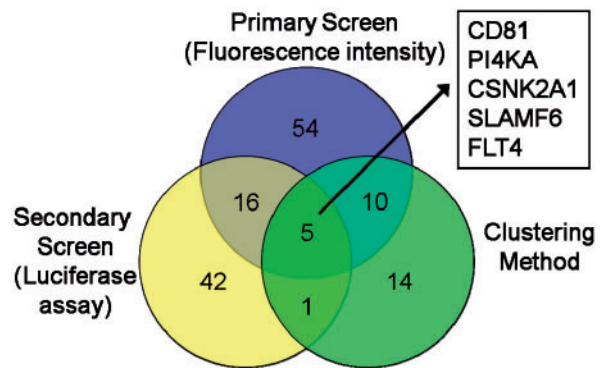 Primary Screen
(Fluorescence intensity)
CD81
PI4KA
CSNK2A1
SLAMF6
FLT4
54
16
10
5
Secondary
Screen
(Luciferase
assay)
42
1
14
Clustering
Method